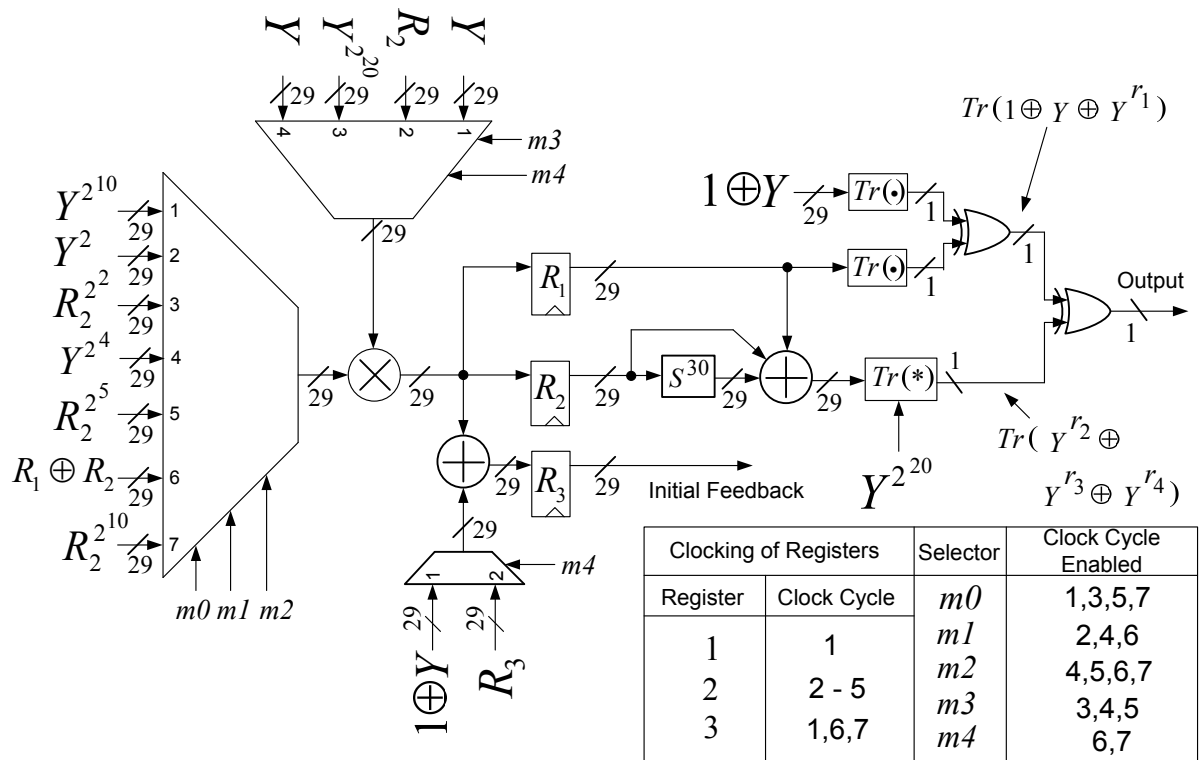 Y Y^{2^{20}} R_2 Y
29 29 29 29
4 3 2 1
m3
m4
29
Y^{2^{10}} 29 1
Y^2 29 2
R_2^{2^2} 29 3
Y^{2^4} 29 4
R_2^{2^5} 29 5
R_1 ⊕ R_2 29 6
R_2^{2^{10}} 29 7
m0 m1 m2
29 × 29
R_1 29
R_2 29 S^{30} 29 + 29
+ 29 R_3 29
Initial Feedback
29
1 2 m4
29 29
1⊕Y R_3
1⊕Y 29 Tr(•) 1
Tr(•) 1
Tr(1 ⊕ Y ⊕ Y^{r_1})
1
Output
1
Tr(*) 1
Y^{2^{20}}
Tr( Y^{r_2} ⊕
Y^{r_3} ⊕ Y^{r_4})
Clocking of Registers Selector Clock Cycle Enabled
Register Clock Cycle
1 1
2 2 - 5
3 1,6,7
m0 1,3,5,7
m1 2,4,6
m2 4,5,6,7
m3 3,4,5
m4 6,7